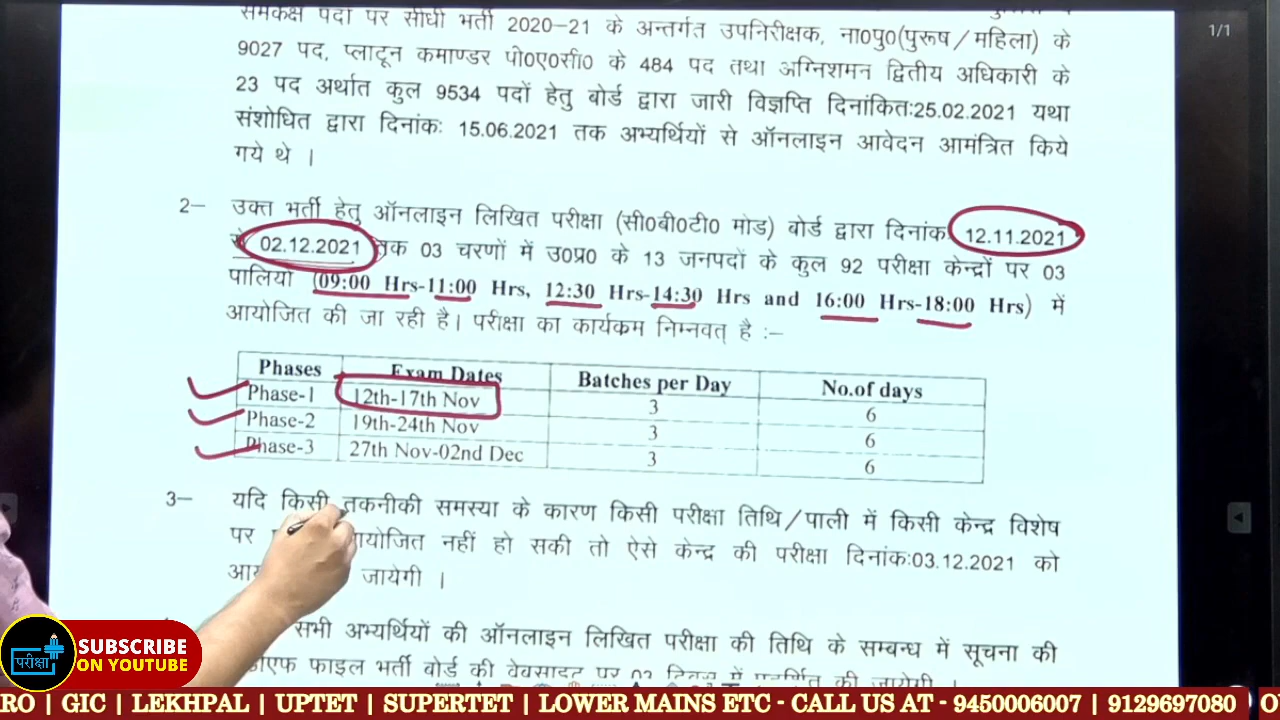 समकक्ष पदों पर सीधी भर्ती 2020-21 के अन्तर्गत उपनिरीक्षक, ना0पु0(पुरूष/महिला) के
9027 पद, प्लाटून कमाण्डर पी0ए0सी0 के 484 पद तथा अग्निशमन द्वितीय अधिकारी के
23 पद अर्थात कुल 9534 पदों हेतु बोर्ड द्वारा जारी विज्ञप्ति दिनांकितः25.02.2021 यथा
संशोधित द्वारा दिनांकः 15.06.2021 तक अभ्यर्थियों से ऑनलाइन आवेदन आमंत्रित किये
गये थे ।
1/1
2— उक्त भर्ती हेतु ऑनलाइन लिखित परीक्षा (सी0बी0टी0 मोड) बोर्ड द्वारा दिनांक 12.11.2021
से 02.12.2021 तक 03 चरणों में उ0प्र0 के 13 जनपदों के कुल 92 परीक्षा केन्द्रों पर 03
पालियों (09:00 Hrs-11:00 Hrs, 12:30 Hrs-14:30 Hrs and 16:00 Hrs-18:00 Hrs) में
आयोजित की जा रही है। परीक्षा का कार्यकम निम्नवत् है :—
Phases Exam Dates Batches per Day No.of days
Phase-1 12th-17th Nov 3 6
Phase-2 19th-24th Nov 3 6
Phase-3 27th Nov-02nd Dec 3 6
3— यदि किसी तकनीकी समस्या के कारण किसी परीक्षा तिथि/पाली में किसी केन्द्र विशेष
पर आयोजित नहीं हो सकी तो ऐसे केन्द्र की परीक्षा दिनांक:03.12.2021 को
जायेगी ।
सभी अभ्यर्थियों की ऑनलाइन लिखित परीक्षा की तिथि के सम्बन्ध में सूचना की
फाइल भर्ती बोर्ड की वेबसाइट पर 03 दिवस में प्रदर्शित की जायेगी ।
परीक्षा
SUBSCRIBE
ON YOUTUBE
RO | GIC | LEKHPAL | UPTET | SUPERTET | LOWER MAINS ETC - CALL US AT - 9450006007 | 9129697080 | O